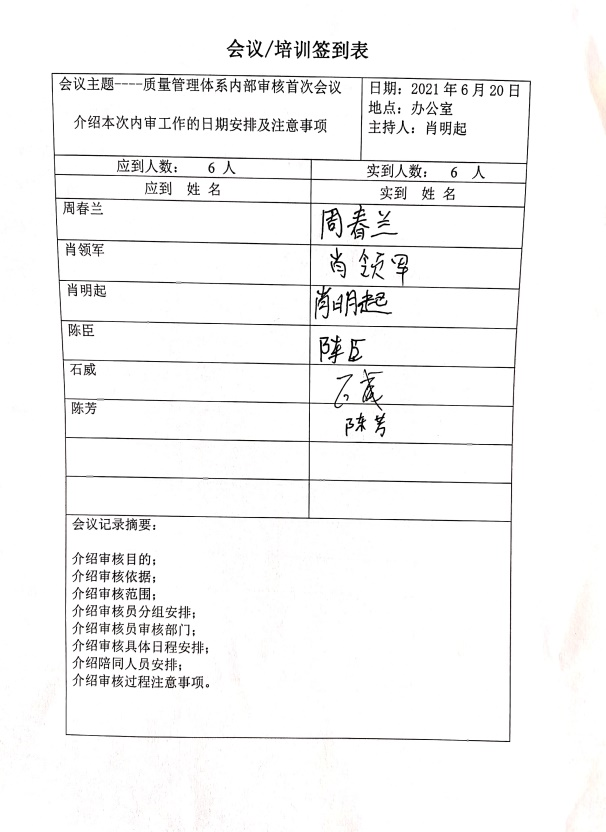 会议/培训签到表
会议主题----质量管理体系内部审核首次会议
介绍本次内审工作的日期安排及注意事项
日期：2021年6月20日
地点：办公室
主持人：肖明起
应到人数： 6 人
实到人数： 6 人
应到 姓 名
实到 姓 名
周春兰
周春兰
肖领军
肖领军
肖明起
肖明起
陈臣
陈臣
石威
石威
陈芳
陈芳
会议记录摘要：
介绍审核目的；
介绍审核依据；
介绍审核范围；
介绍审核员分组安排；
介绍审核员审核部门；
介绍审核具体日程安排；
介绍陪同人员安排；
介绍审核过程注意事项。